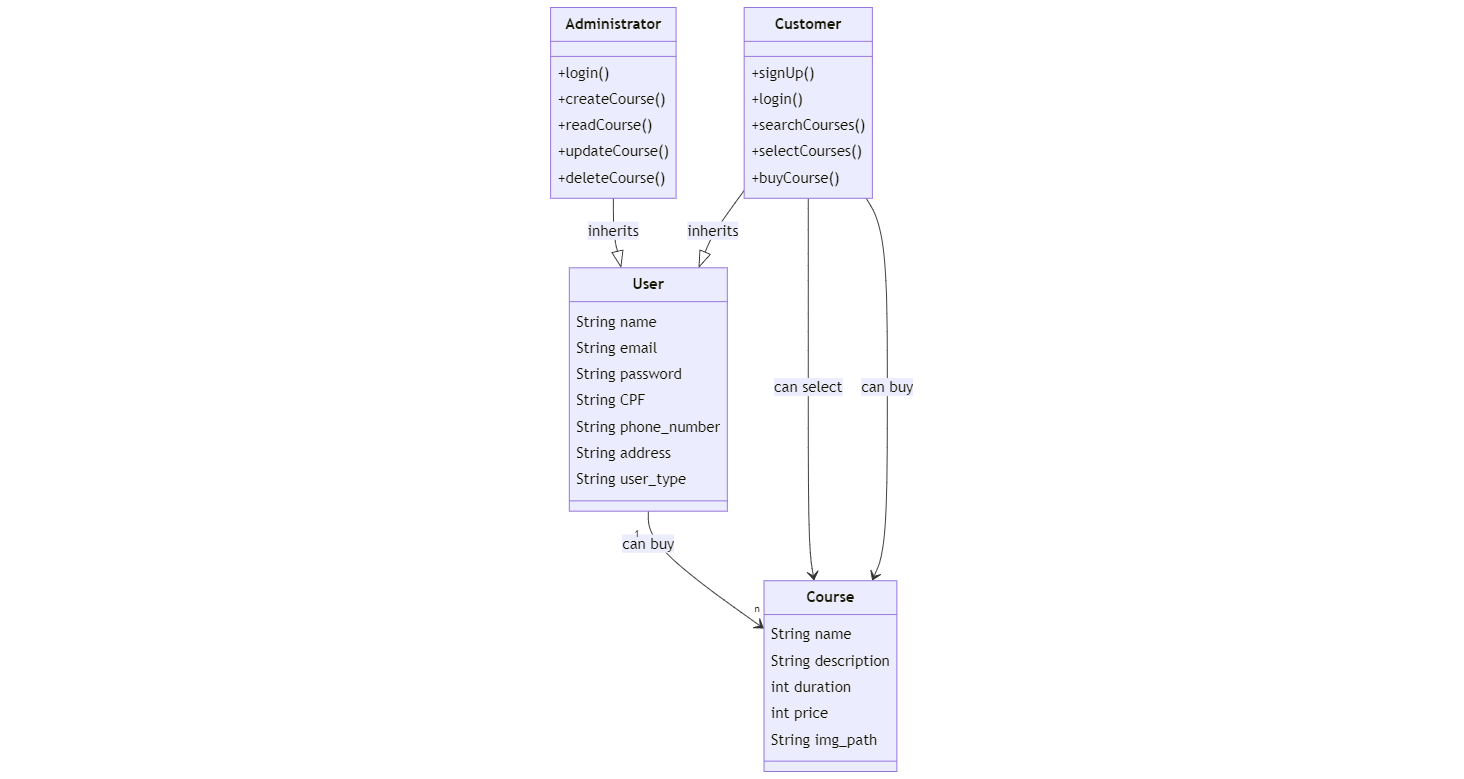 Administrator
+login()
+createCourse()
+readCourse()
+updateCourse()
+deleteCourse()
Customer
+signUp()
+login()
+searchCourses()
+selectCourses()
+buyCourse()
inherits
inherits
User
String name
String email
String password
String CPF
String phone_number
String address
String user_type
can select
can buy
1
can buy
n
Course
String name
String description
int duration
int price
String img_path